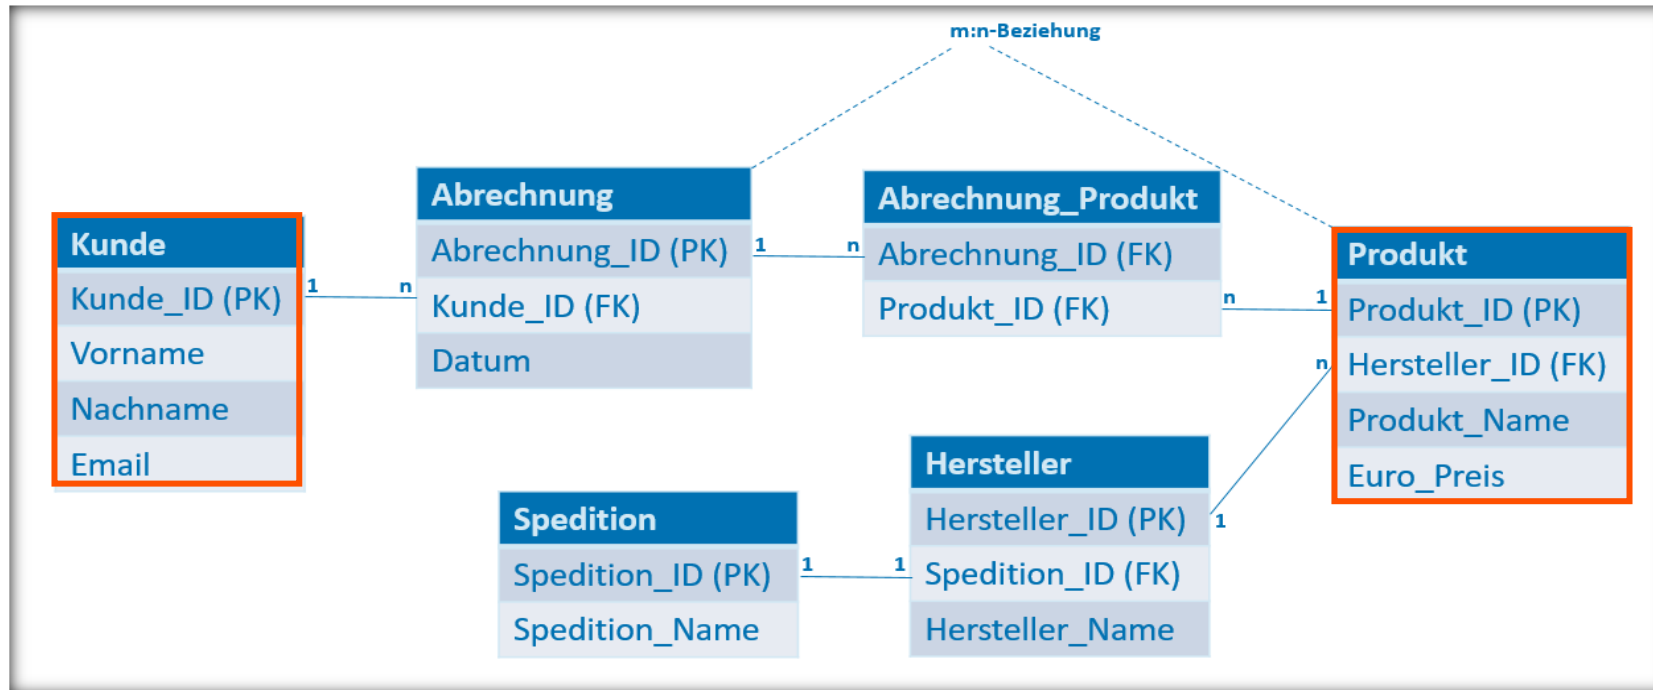 m:n-Beziehung
Kunde
Kunde_ID (PK)
Vorname
Nachname
Email
1
n
Abrechnung
Abrechnung_ID (PK)
Kunde_ID (FK)
Datum
1
n
Abrechnung_Produkt
Abrechnung_ID (FK)
Produkt_ID (FK)
n
1
Produkt
Produkt_ID (PK)
Hersteller_ID (FK)
Produkt_Name
Euro_Preis
n
1
Spedition
Spedition_ID (PK)
Spedition_Name
1
1
Hersteller
Hersteller_ID (PK)
Spedition_ID (FK)
Hersteller_Name